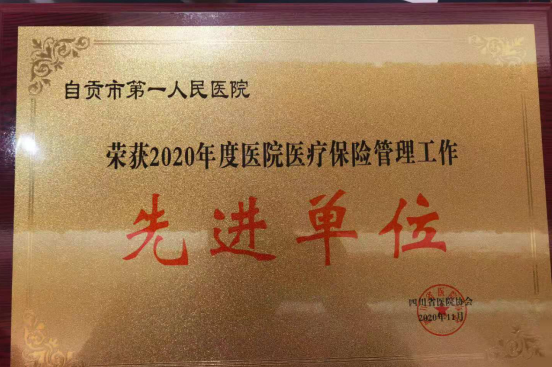 自贡市第一人民医院
荣获2020年度医院医疗保险管理工作
先进单位
四川省医院协会
2020年11月